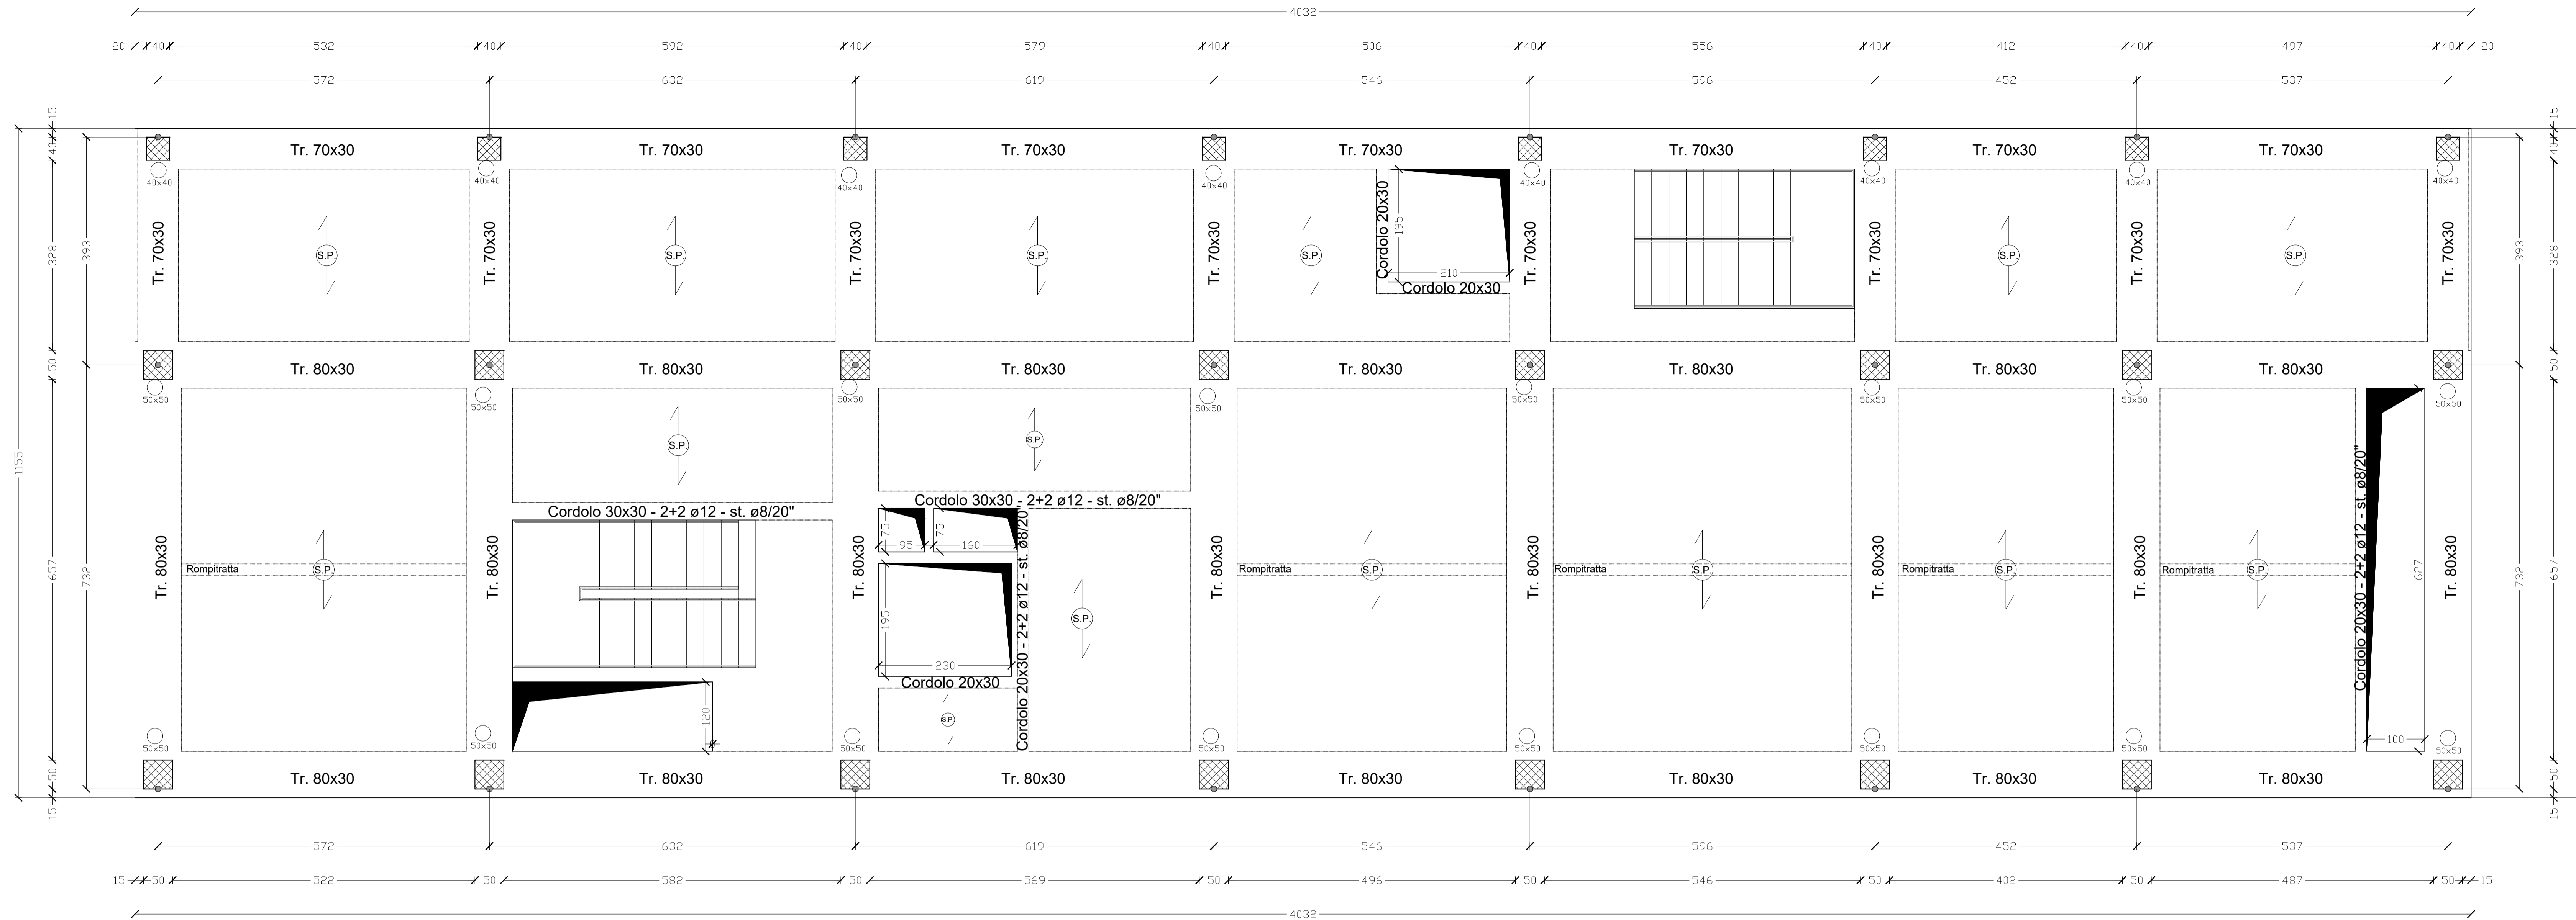 4032
20 40 532 40 592 40 579 40 506 40 556 40 412 40 497 40 20
572 632 619 546 596 452 537
15 15
40 40
Tr. 70x30 Tr. 70x30 Tr. 70x30 Tr. 70x30 Tr. 70x30 Tr. 70x30 Tr. 70x30
40x40 40x40 40x40 40x40 40x40 40x40 40x40 40x40
328 393 393 328
Tr. 70x30 Tr. 70x30 Tr. 70x30 Tr. 70x30 Tr. 70x30 Tr. 70x30 Tr. 70x30 Tr. 70x30
S.P. S.P. S.P. S.P. S.P. S.P.
Cordolo 20x30
195
210
Cordolo 20x30
50 50
Tr. 80x30 Tr. 80x30 Tr. 80x30 Tr. 80x30 Tr. 80x30 Tr. 80x30 Tr. 80x30
50x50 50x50 50x50 50x50 50x50 50x50 50x50 50x50
S.P. S.P.
Cordolo 30x30 - 2+2 ø12 - st. ø8/20"
Cordolo 30x30 - 2+2 ø12 - st. ø8/20"
75 95 75 160
1155 657 732 732 657
Tr. 80x30 Tr. 80x30 Tr. 80x30 Tr. 80x30 Tr. 80x30 Tr. 80x30 Tr. 80x30 Tr. 80x30
Rompitratta S.P. Rompitratta S.P. Rompitratta S.P. Rompitratta S.P. Rompitratta S.P.
195
230
Cordolo 20x30
Cordolo 20x30 - 2+2 ø12 - st. ø8/20"
S.P.
S.P.
Cordolo 20x30 - 2+2 ø12 - st. ø8/20"
627
100
120
50x50 50x50 50x50 50x50 50x50 50x50 50x50 50x50
50 50
Tr. 80x30 Tr. 80x30 Tr. 80x30 Tr. 80x30 Tr. 80x30 Tr. 80x30 Tr. 80x30
15 15
572 632 619 546 596 452 537
15 50 522 50 582 50 569 50 496 50 546 50 402 50 487 50 15
4032